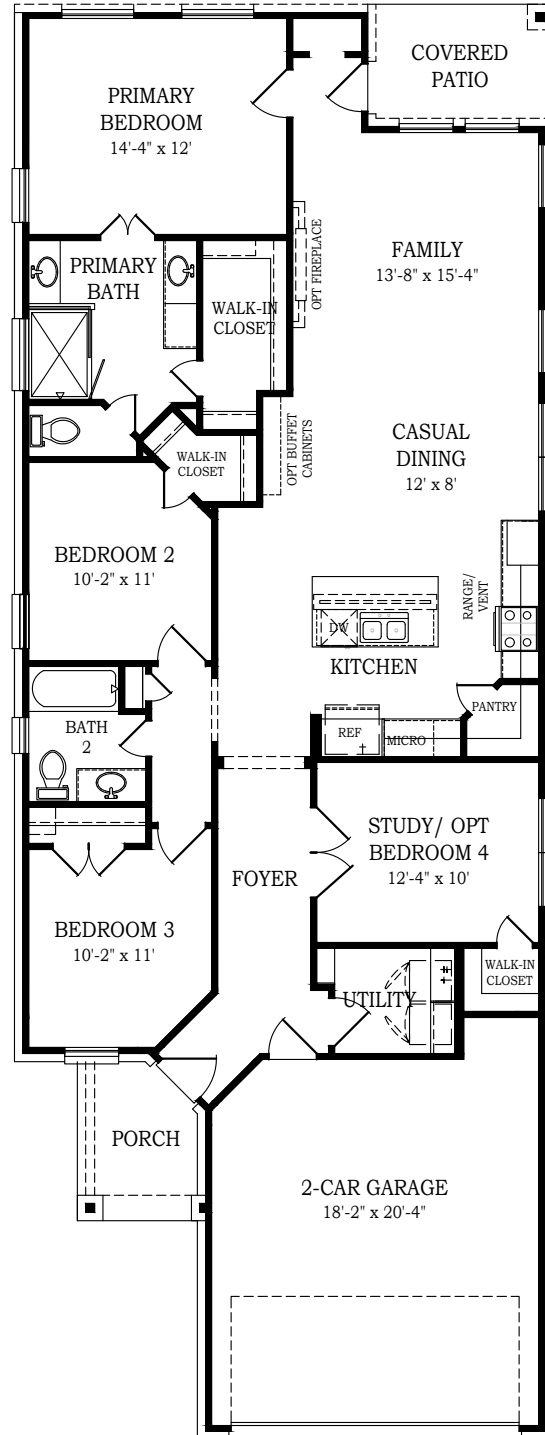 COVERED
PATIO
PRIMARY
BEDROOM
14'-4" x 12'
OPT FIREPLACE
FAMILY
13'-8" x 15'-4"
PRIMARY
BATH
WALK-IN
CLOSET
OPT BUFFET
CABINETS
CASUAL
DINING
12' x 8'
WALK-IN
CLOSET
BEDROOM 2
10'-2" x 11'
RANGE/
VENT
DW
KITCHEN
PANTRY
REF
MICRO
BATH
2
STUDY/ OPT
BEDROOM 4
12'-4" x 10'
FOYER
BEDROOM 3
10'-2" x 11'
WALK-IN
CLOSET
UTILITY
PORCH
2-CAR GARAGE
18'-2" x 20'-4"